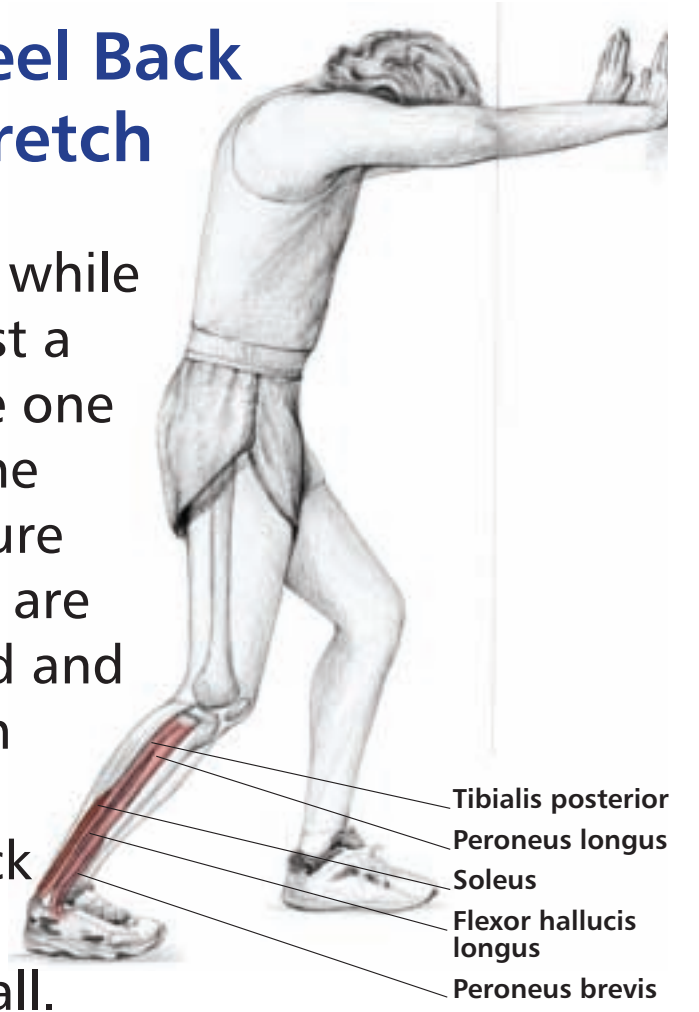 eel Back
retch
while
st a
e one
he
ure
are
d and
n
ck
all.
Tibialis posterior
Peroneus longus
Soleus
Flexor hallucis
longus
Peroneus brevis